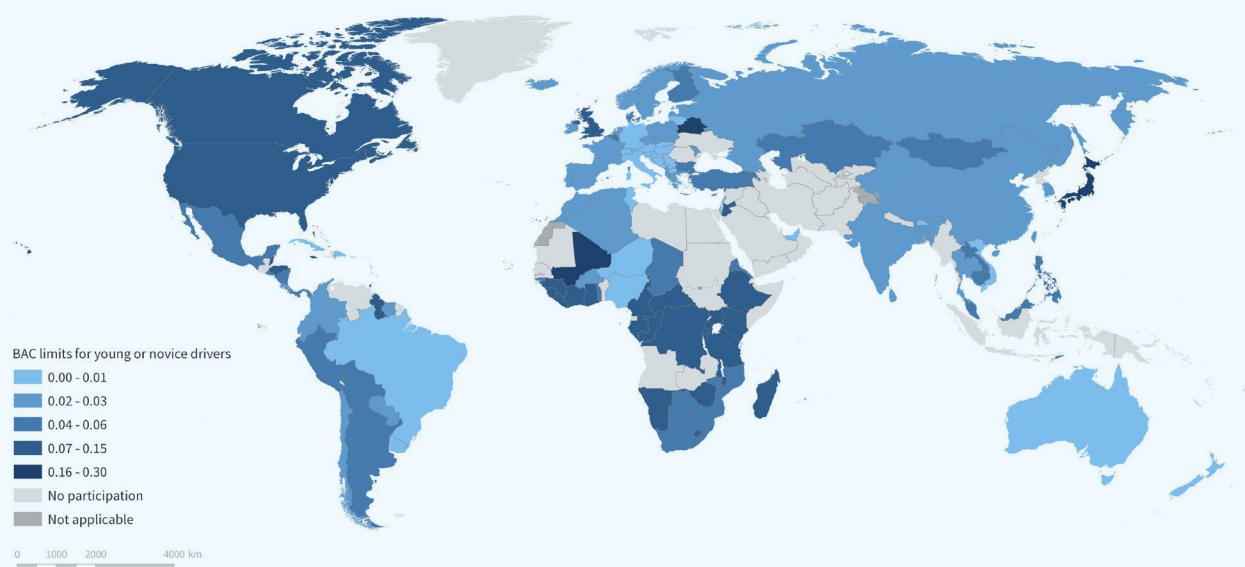 BAC limits for young or novice drivers
0.00 - 0.01
0.02 - 0.03
0.04 - 0.06
0.07 - 0.15
0.16 - 0.30
No participation
Not applicable
0 1000 2000 4000 km